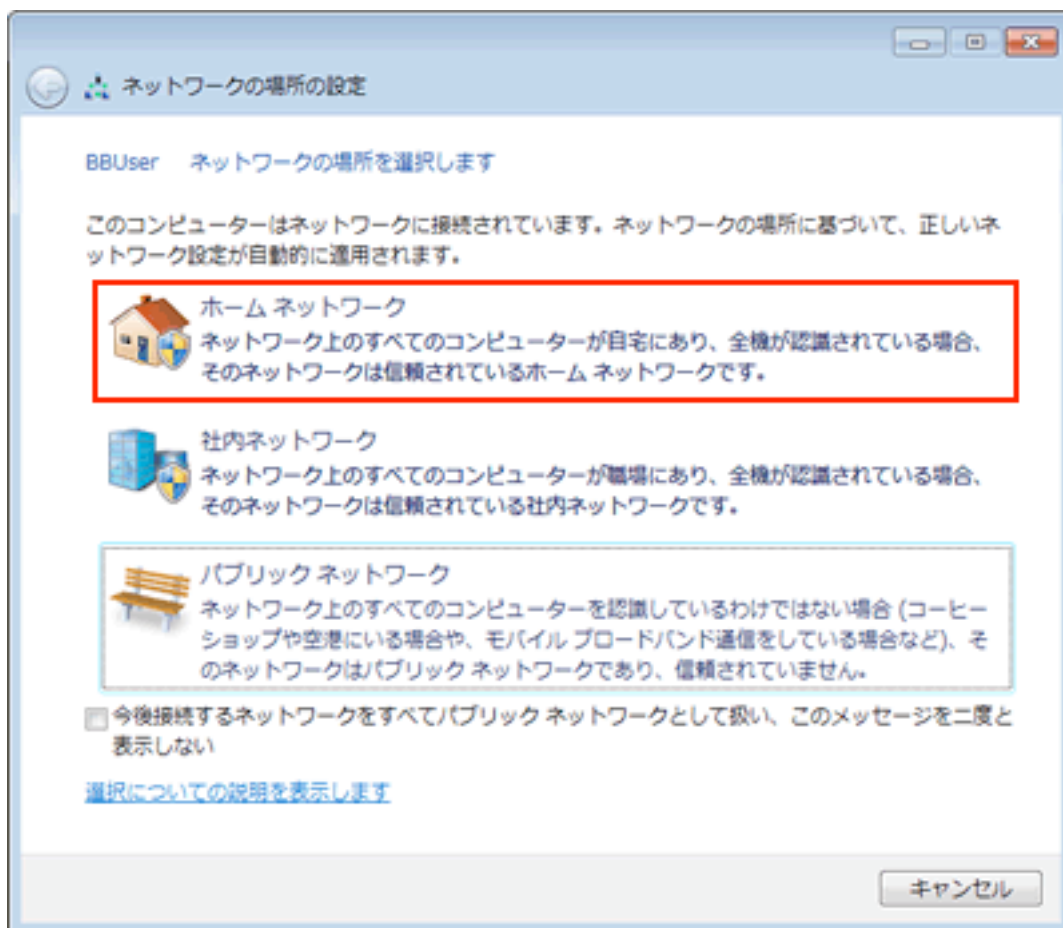 ネットワークの場所の設定
BBUser ネットワークの場所を選択します
このコンピューターはネットワークに接続されています。ネットワークの場所に基づいて、正しいネ
ットワーク設定が自動的に適用されます。
ホーム ネットワーク
ネットワーク上のすべてのコンピューターが自宅にあり、全機が認識されている場合、
そのネットワークは信頼されているホーム ネットワークです。
社内ネットワーク
ネットワーク上のすべてのコンピューターが職場にあり、全機が認識されている場合、
そのネットワークは信頼されている社内ネットワークです。
パブリック ネットワーク
ネットワーク上のすべてのコンピューターを認識しているわけではない場合 (コーヒー
ショップや空港にいる場合や、モバイル ブロードバンド通信をしている場合など)、そ
のネットワークはパブリック ネットワークであり、信頼されていません。
今後接続するネットワークをすべてパブリック ネットワークとして扱い、このメッセージを二度と
表示しない
選択についての説明を表示します
キャンセル